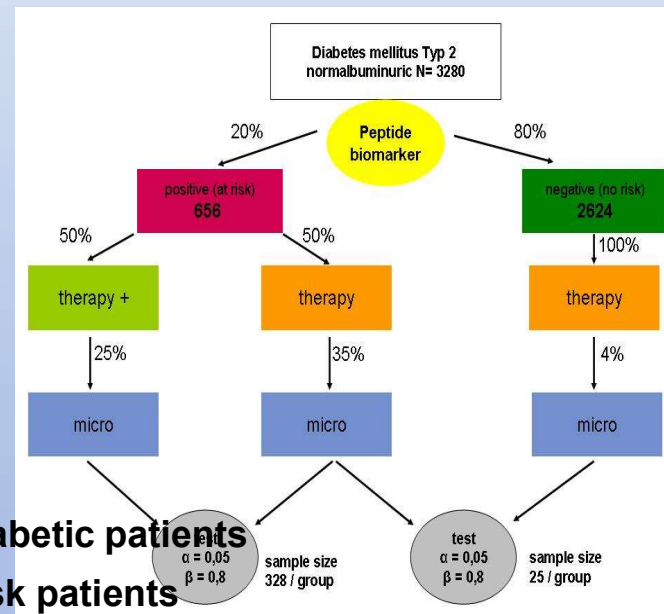 Diabetes mellitus Typ 2
normalbuminuric N= 3280
20%
Peptide
biomarker
80%
positive (at risk)
656
negative (no risk)
2624
50%
50%
100%
therapy +
therapy
therapy
25%
35%
4%
micro
micro
micro
abetic patients
sk patients
test
α = 0,05
β = 0,8
sample size
328 / group
test
α = 0,05
β = 0,8
sample size
25 / group